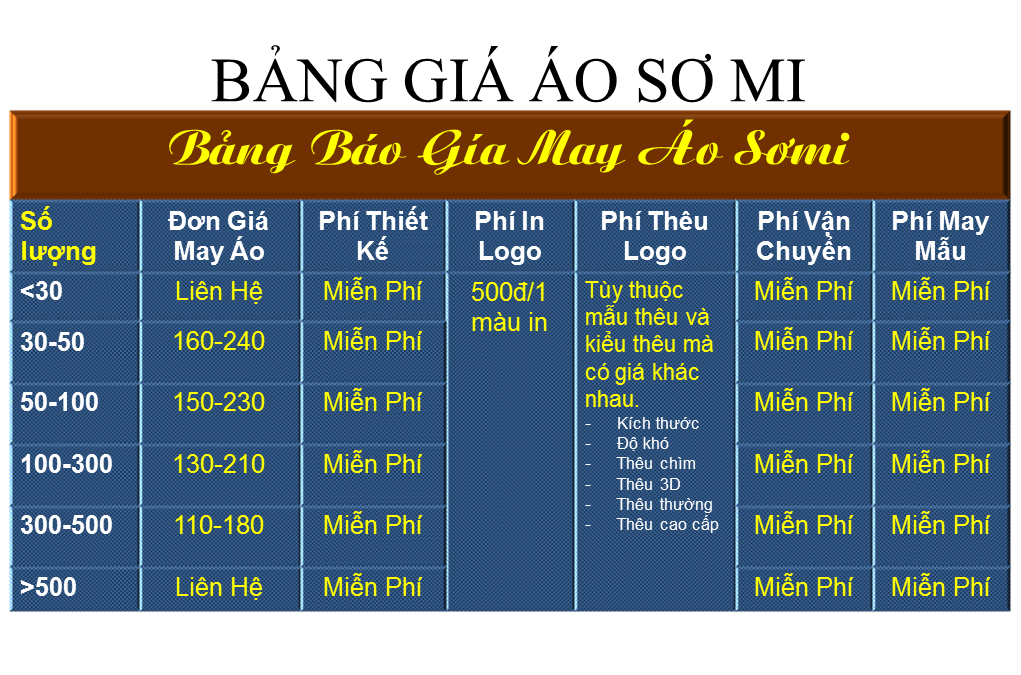 BẢNG GIÁ ÁO SƠ MI
Bảng Báo Gía May Áo Sơmi
Số
lượng
Đơn Giá
May Áo
Phí Thiết
Kế
Phí In
Logo
Phí Thêu
Logo
Phí Vận
Chuyển
Phí May
Mẫu
<30
Liên Hệ
Miễn Phí
500đ/1
màu in
Tùy thuộc
mẫu thêu và
kiểu thêu mà
có giá khác
nhau.
- Kích thước
- Độ khó
- Thêu chìm
- Thêu 3D
- Thêu thường
- Thêu cao cấp
Miễn Phí
Miễn Phí
30-50
160-240
Miễn Phí
Miễn Phí
Miễn Phí
50-100
150-230
Miễn Phí
Miễn Phí
Miễn Phí
100-300
130-210
Miễn Phí
Miễn Phí
Miễn Phí
300-500
110-180
Miễn Phí
Miễn Phí
Miễn Phí
>500
Liên Hệ
Miễn Phí
Miễn Phí
Miễn Phí